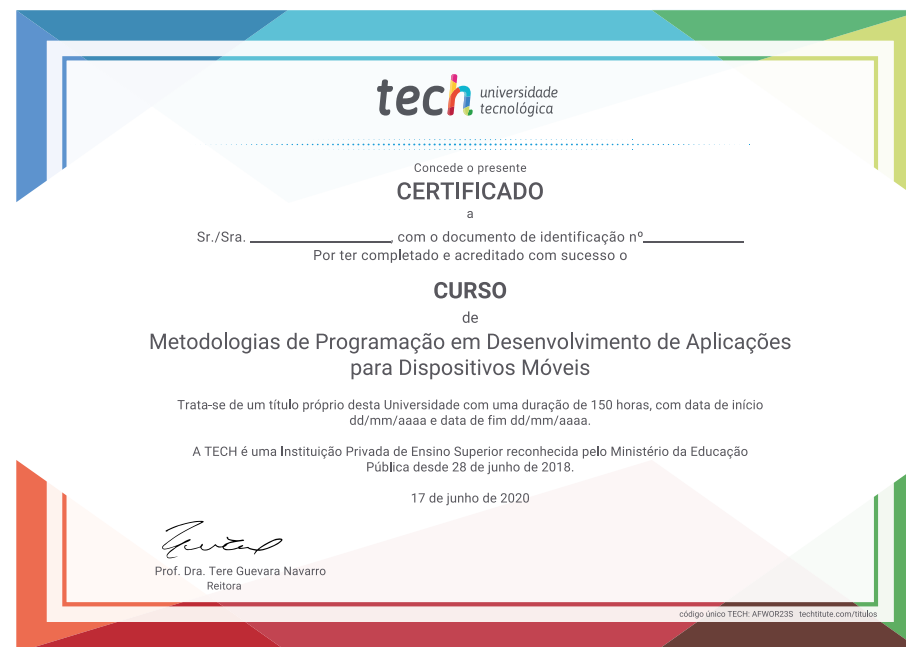 tech universidade
tecnológica
Concede o presente
CERTIFICADO
a
Sr./Sra. ____________________, com o documento de identificação nº______________
Por ter completado e acreditado com sucesso o
CURSO
de
Metodologias de Programação em Desenvolvimento de Aplicações
para Dispositivos Móveis
Trata-se de um título próprio desta Universidade com uma duração de 150 horas, com data de início
dd/mm/aaaa e data de fim dd/mm/aaaa.
A TECH é uma Instituição Privada de Ensino Superior reconhecida pelo Ministério da Educação
Pública desde 28 de junho de 2018.
17 de junho de 2020
Prof. Dra. Tere Guevara Navarro
Reitora
código único TECH: AFWOR23S techtitute.com/titulos